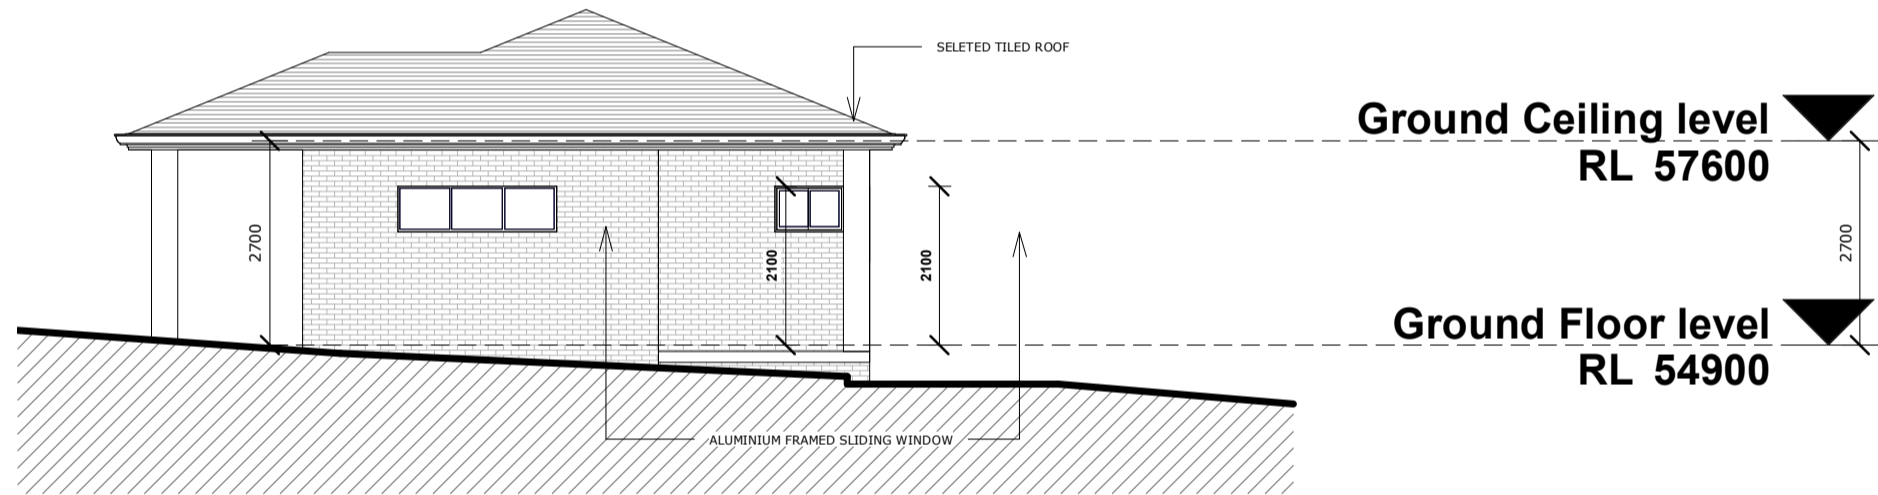 SELETED TILED ROOF
Ground Ceiling level
RL 57600
2700
2100
2100
2700
Ground Floor level
RL 54900
ALUMINIUM FRAMED SLIDING WINDOW